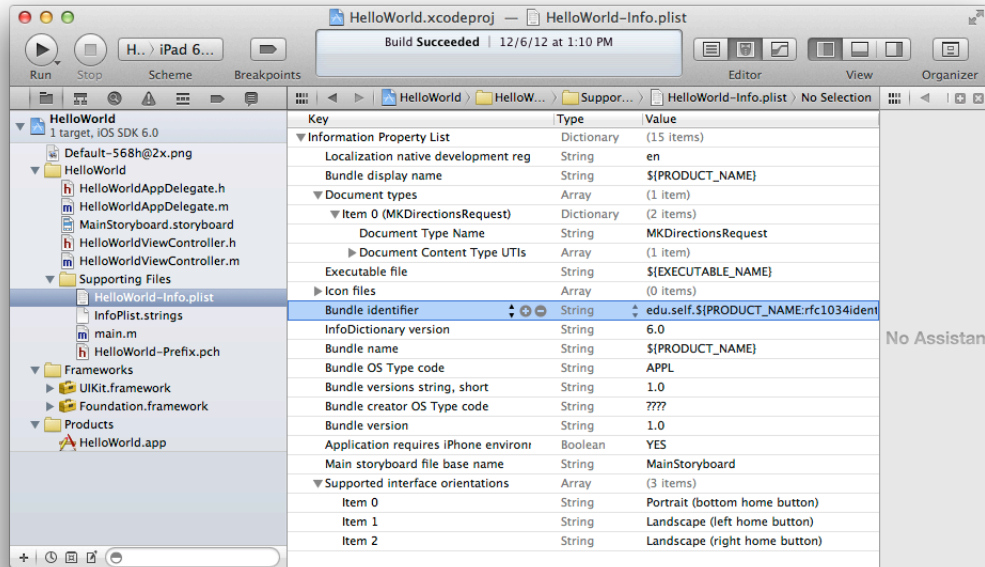 HelloWorld.xcodeproj — HelloWorld-Info.plist
H.. › iPad 6...
Build Succeeded | 12/6/12 at 1:10 PM
Run Stop Scheme Breakpoints Editor View Organizer
HelloWorld › HelloW... › Suppor... › HelloWorld-Info.plist › No Selection
HelloWorld
1 target, iOS SDK 6.0
Default-568h@2x.png
HelloWorld
HelloWorldAppDelegate.h
HelloWorldAppDelegate.m
MainStoryboard.storyboard
HelloWorldViewController.h
HelloWorldViewController.m
Supporting Files
HelloWorld-Info.plist
InfoPlist.strings
main.m
HelloWorld-Prefix.pch
Frameworks
UIKit.framework
Foundation.framework
Products
HelloWorld.app
Key Type Value
Information Property List Dictionary (15 items)
Localization native development reg String en
Bundle display name String ${PRODUCT_NAME}
Document types Array (1 item)
Item 0 (MKDirectionsRequest) Dictionary (2 items)
Document Type Name String MKDirectionsRequest
Document Content Type UTIs Array (1 item)
Executable file String ${EXECUTABLE_NAME}
Icon files Array (0 items)
Bundle identifier String edu.self.${PRODUCT_NAME:rfc1034ident
InfoDictionary version String 6.0
Bundle name String ${PRODUCT_NAME}
Bundle OS Type code String APPL
Bundle versions string, short String 1.0
Bundle creator OS Type code String ????
Bundle version String 1.0
Application requires iPhone environr Boolean YES
Main storyboard file base name String MainStoryboard
Supported interface orientations Array (3 items)
Item 0 String Portrait (bottom home button)
Item 1 String Landscape (left home button)
Item 2 String Landscape (right home button)
No Assistan